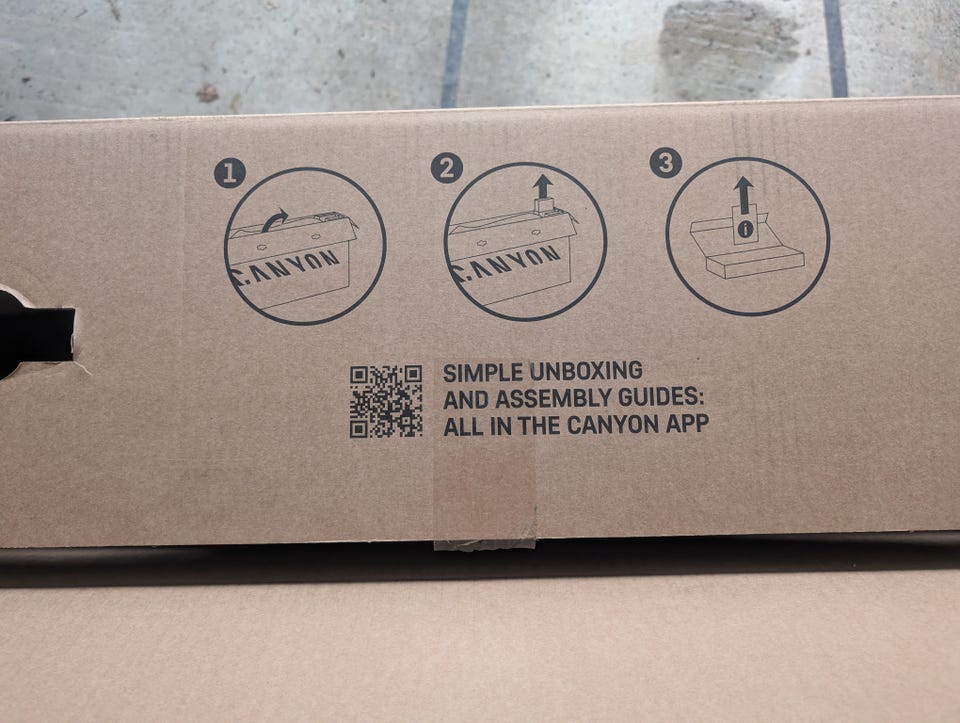 1
2
3
CANYON
CANYON
i
SIMPLE UNBOXING
AND ASSEMBLY GUIDES:
ALL IN THE CANYON APP